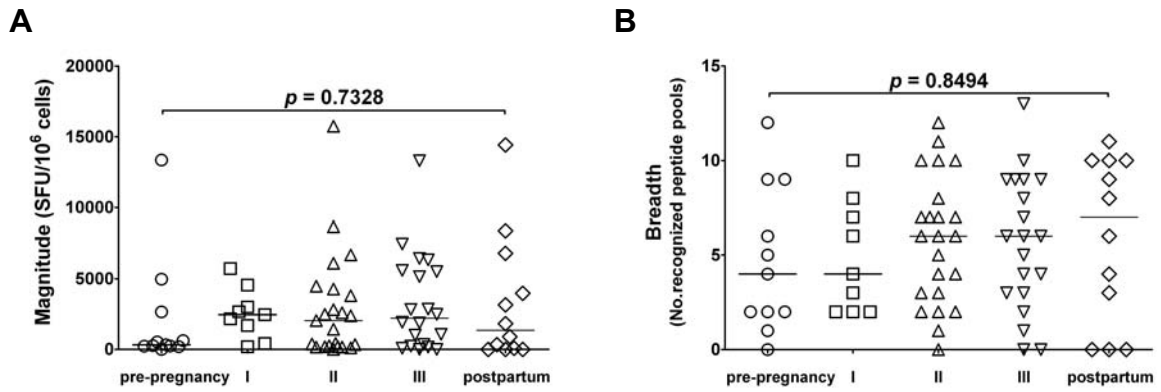 A
Magnitude (SFU/10⁶ cells)
20000
15000
10000
5000
0
p = 0.7328
pre-pregnancy I II III postpartum
B
Breadth
(No.recognized peptide pools)
15
10
5
0
p = 0.8494
pre-pregnancy I II III postpartum